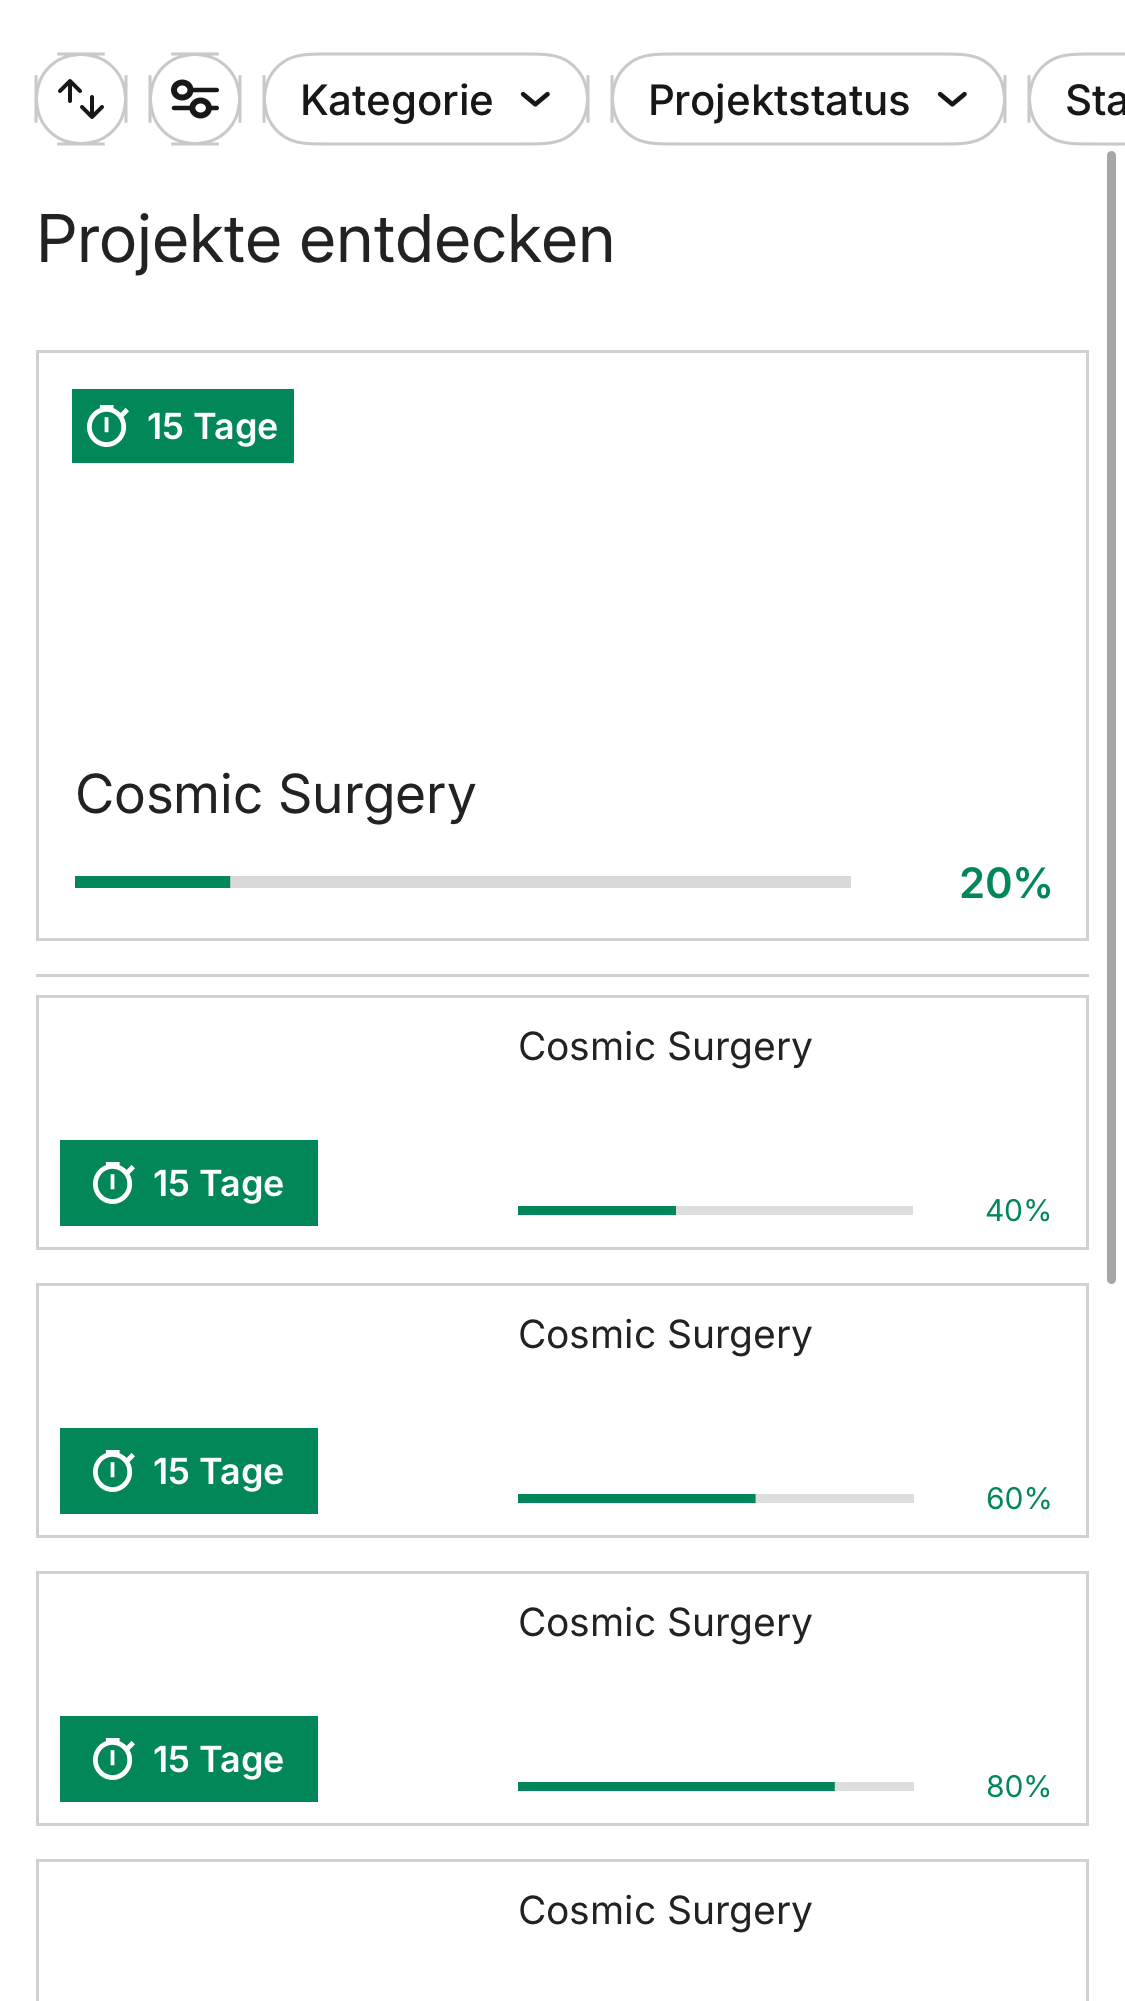 Kategorie
Projektstatus
Sta
Projekte entdecken
15 Tage
Cosmic Surgery
20%
Cosmic Surgery
15 Tage
40%
Cosmic Surgery
15 Tage
60%
Cosmic Surgery
15 Tage
80%
Cosmic Surgery